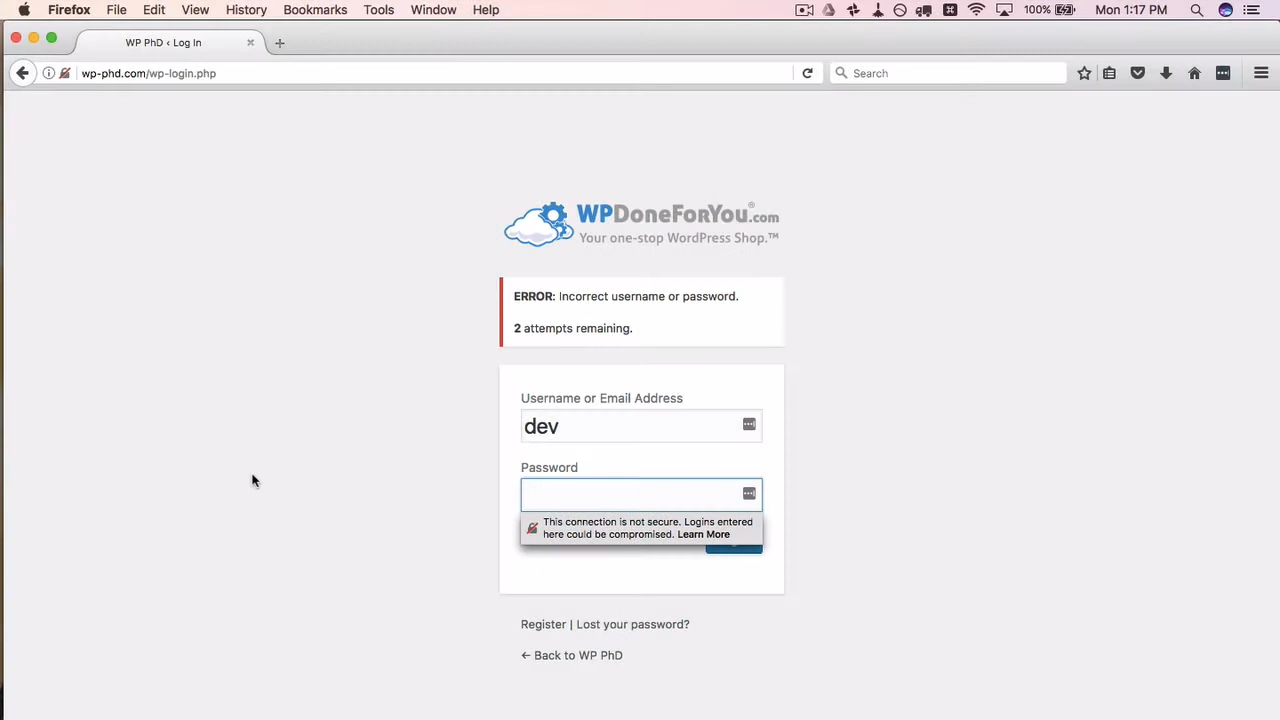 Firefox File Edit View History Bookmarks Tools Window Help 100% Mon 1:17 PM
WP PhD ‹ Log In
wp-phd.com/wp-login.php Search
WPDoneForYou®.com
Your one-stop WordPress Shop.™
ERROR: Incorrect username or password.
2 attempts remaining.
Username or Email Address
dev
Password
This connection is not secure. Logins entered
here could be compromised. Learn More
Register | Lost your password?
← Back to WP PhD